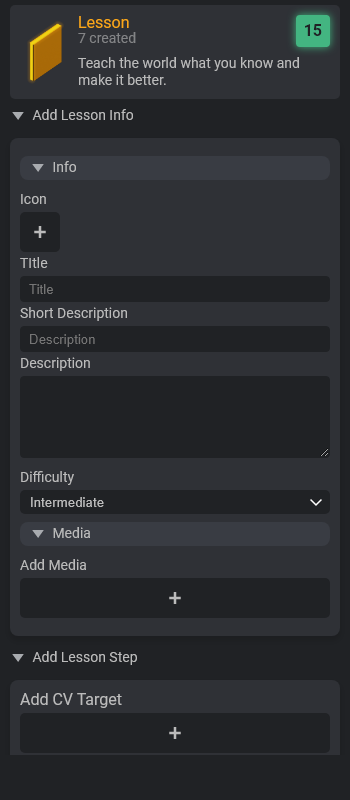 Lesson
7 created
15
Teach the world what you know and
make it better.
Add Lesson Info
Info
Icon
+
TItle
Title
Short Description
Description
Description
Difficulty
Intermediate
Media
Add Media
+
Add Lesson Step
Add CV Target
+